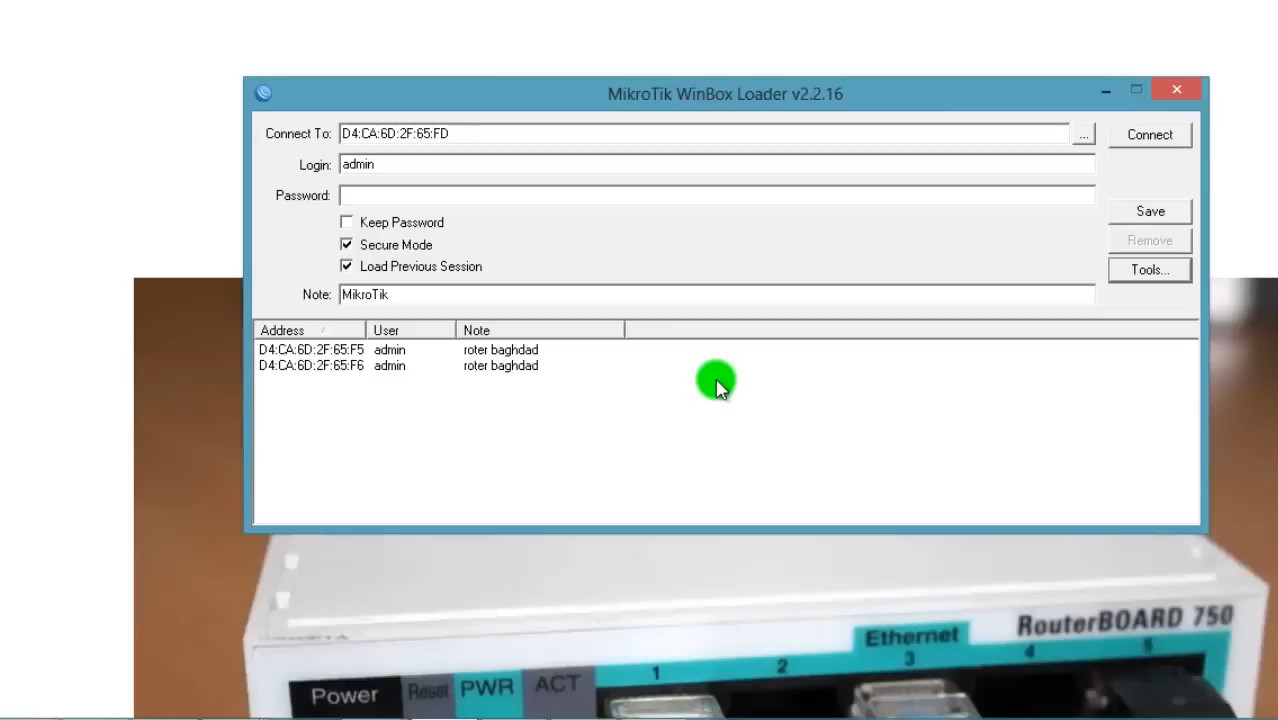 MikroTik WinBox Loader v2.2.16
Connect To: D4:CA:6D:2F:65:FD ... Connect
Login: admin
Password:
Keep Password
Save
Secure Mode
Remove
Load Previous Session
Tools...
Note: MikroTik
Address User Note
D4:CA:6D:2F:65:F5 admin roter baghdad
D4:CA:6D:2F:65:F6 admin roter baghdad
RouterBOARD 750
Ethernet
1 2 3 4 5
Power Reset PWR ACT